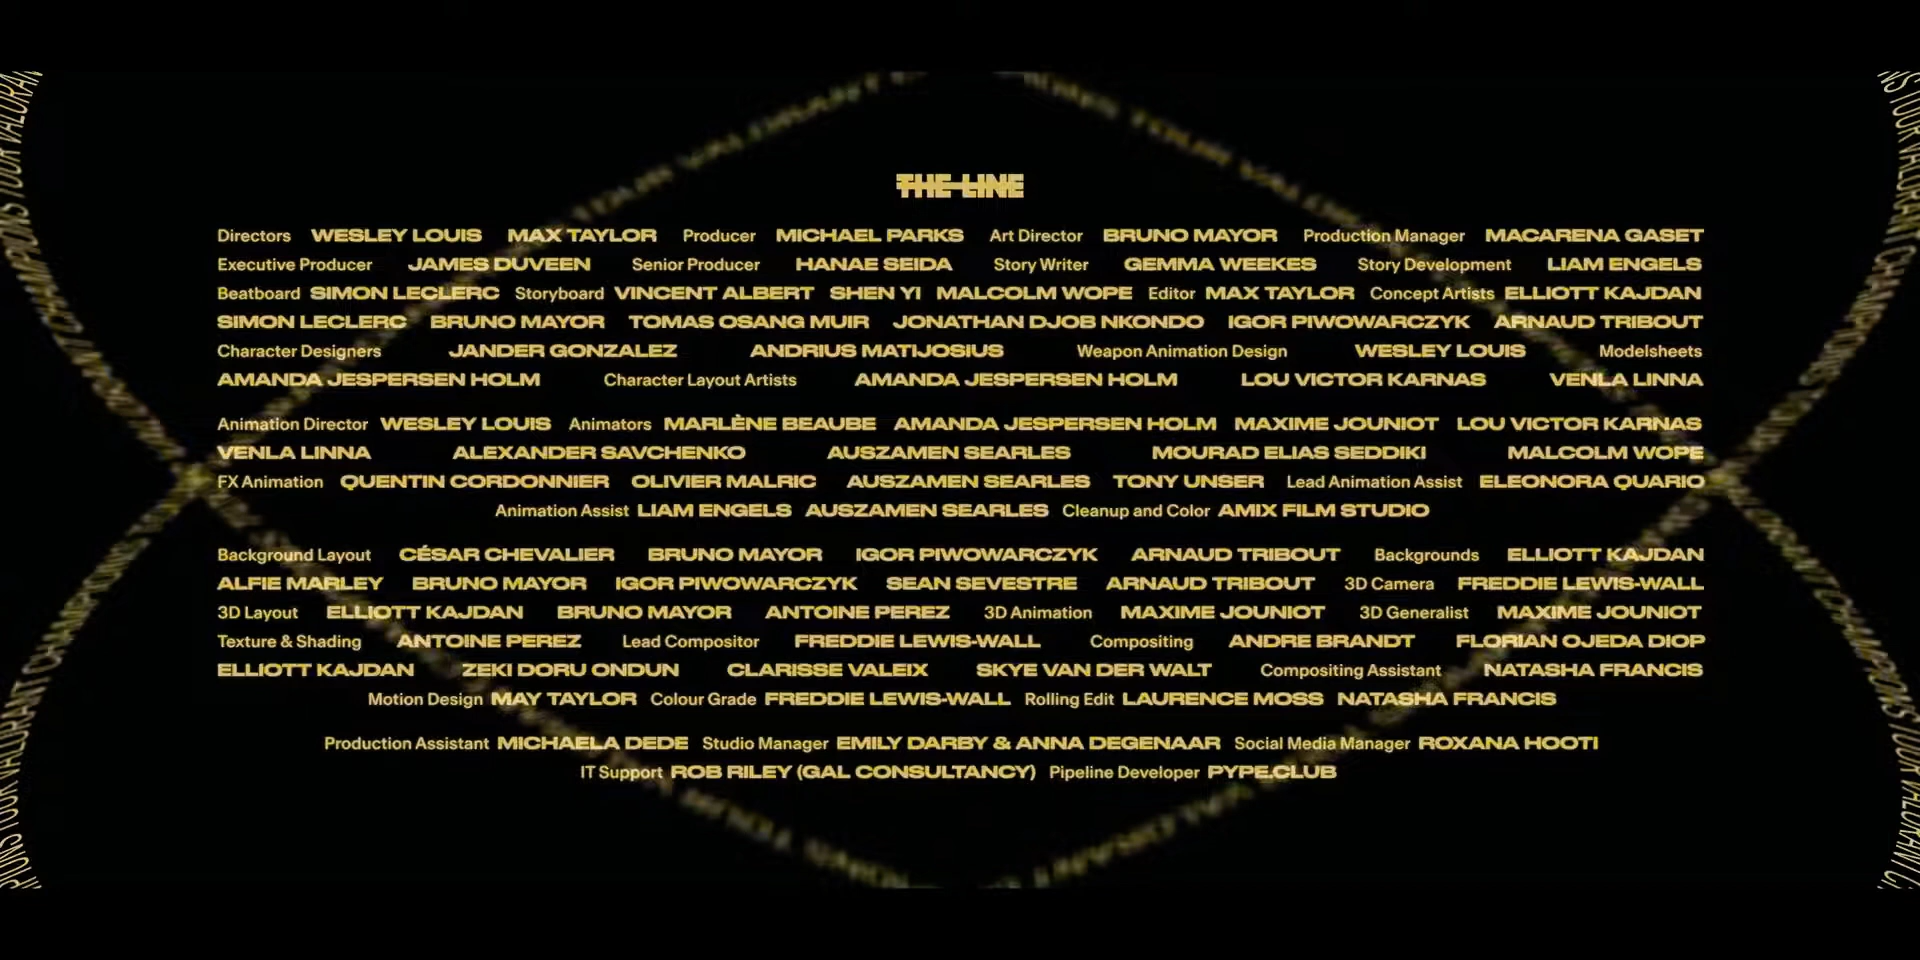 THE LINE
Directors WESLEY LOUIS MAX TAYLOR Producer MICHAEL PARKS Art Director BRUNO MAYOR Production Manager MACARENA GASET
Executive Producer JAMES DUVEEN Senior Producer HANAE SEIDA Story Writer GEMMA WEEKES Story Development LIAM ENGELS
Beatboard SIMON LECLERC Storyboard VINCENT ALBERT SHEN YI MALCOLM WOPE Editor MAX TAYLOR Concept Artists ELLIOTT KAJDAN
SIMON LECLERC BRUNO MAYOR TOMAS OSANG MUIR JONATHAN DJOB NKONDO IGOR PIWOWARCZYK ARNAUD TRIBOUT
Character Designers JANDER GONZALEZ ANDRIUS MATIJOSIUS Weapon Animation Design WESLEY LOUIS Modelsheets
AMANDA JESPERSEN HOLM Character Layout Artists AMANDA JESPERSEN HOLM LOU VICTOR KARNAS VENLA LINNA
Animation Director WESLEY LOUIS Animators MARLÈNE BEAUBE AMANDA JESPERSEN HOLM MAXIME JOUNIOT LOU VICTOR KARNAS
VENLA LINNA ALEXANDER SAVCHENKO AUSZAMEN SEARLES MOURAD ELIAS SEDDIKI MALCOLM WOPE
FX Animation QUENTIN CORDONNIER OLIVIER MALRIC AUSZAMEN SEARLES TONY UNSER Lead Animation Assist ELEONORA QUARIO
Animation Assist LIAM ENGELS AUSZAMEN SEARLES Cleanup and Color AMIX FILM STUDIO
Background Layout CÉSAR CHEVALIER BRUNO MAYOR IGOR PIWOWARCZYK ARNAUD TRIBOUT Backgrounds ELLIOTT KAJDAN
ALFIE MARLEY BRUNO MAYOR IGOR PIWOWARCZYK SEAN SEVESTRE ARNAUD TRIBOUT 3D Camera FREDDIE LEWIS-WALL
3D Layout ELLIOTT KAJDAN BRUNO MAYOR ANTOINE PEREZ 3D Animation MAXIME JOUNIOT 3D Generalist MAXIME JOUNIOT
Texture & Shading ANTOINE PEREZ Lead Compositor FREDDIE LEWIS-WALL Compositing ANDRE BRANDT FLORIAN OJEDA DIOP
ELLIOTT KAJDAN ZEKI DORU ONDUN CLARISSE VALEIX SKYE VAN DER WALT Compositing Assistant NATASHA FRANCIS
Motion Design MAY TAYLOR Colour Grade FREDDIE LEWIS-WALL Rolling Edit LAURENCE MOSS NATASHA FRANCIS
Production Assistant MICHAELA DEDE Studio Manager EMILY DARBY & ANNA DEGENAAR Social Media Manager ROXANA HOOTI
IT Support ROB RILEY (GAL CONSULTANCY) Pipeline Developer PYPE.CLUB